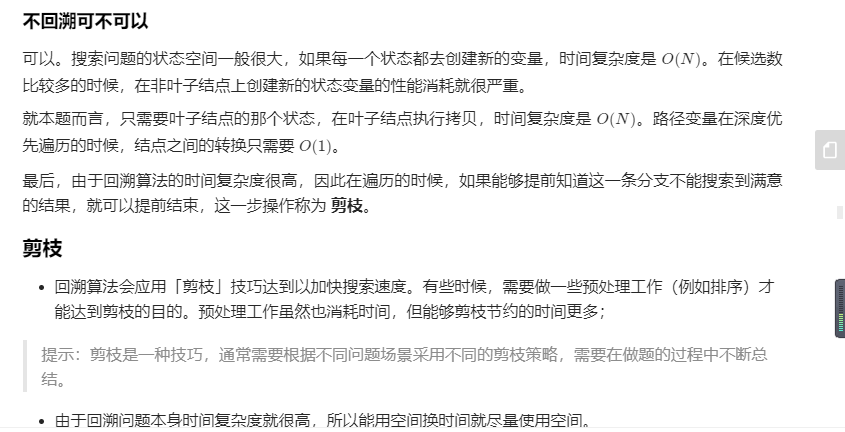 不回溯可不可以
可以。搜索问题的状态空间一般很大，如果每一个状态都去创建新的变量，时间复杂度是 O(N)。在候选数
比较多的时候，在非叶子结点上创建新的状态变量的性能消耗就很严重。
就本题而言，只需要叶子结点的那个状态，在叶子结点执行拷贝，时间复杂度是 O(N)。路径变量在深度优
先遍历的时候，结点之间的转换只需要 O(1)。
最后，由于回溯算法的时间复杂度很高，因此在遍历的时候，如果能够提前知道这一条分支不能搜索到满意
的结果，就可以提前结束，这一步操作称为 剪枝。
剪枝
• 回溯算法会应用「剪枝」技巧达到以加快搜索速度。有些时候，需要做一些预处理工作（例如排序）才
能达到剪枝的目的。预处理工作虽然也消耗时间，但能够剪枝节约的时间更多；
提示：剪枝是一种技巧，通常需要根据不同问题场景采用不同的剪枝策略，需要在做题的过程中不断总
结。
• 由于回溯问题本身时间复杂度就很高，所以能用空间换时间就尽量使用空间。